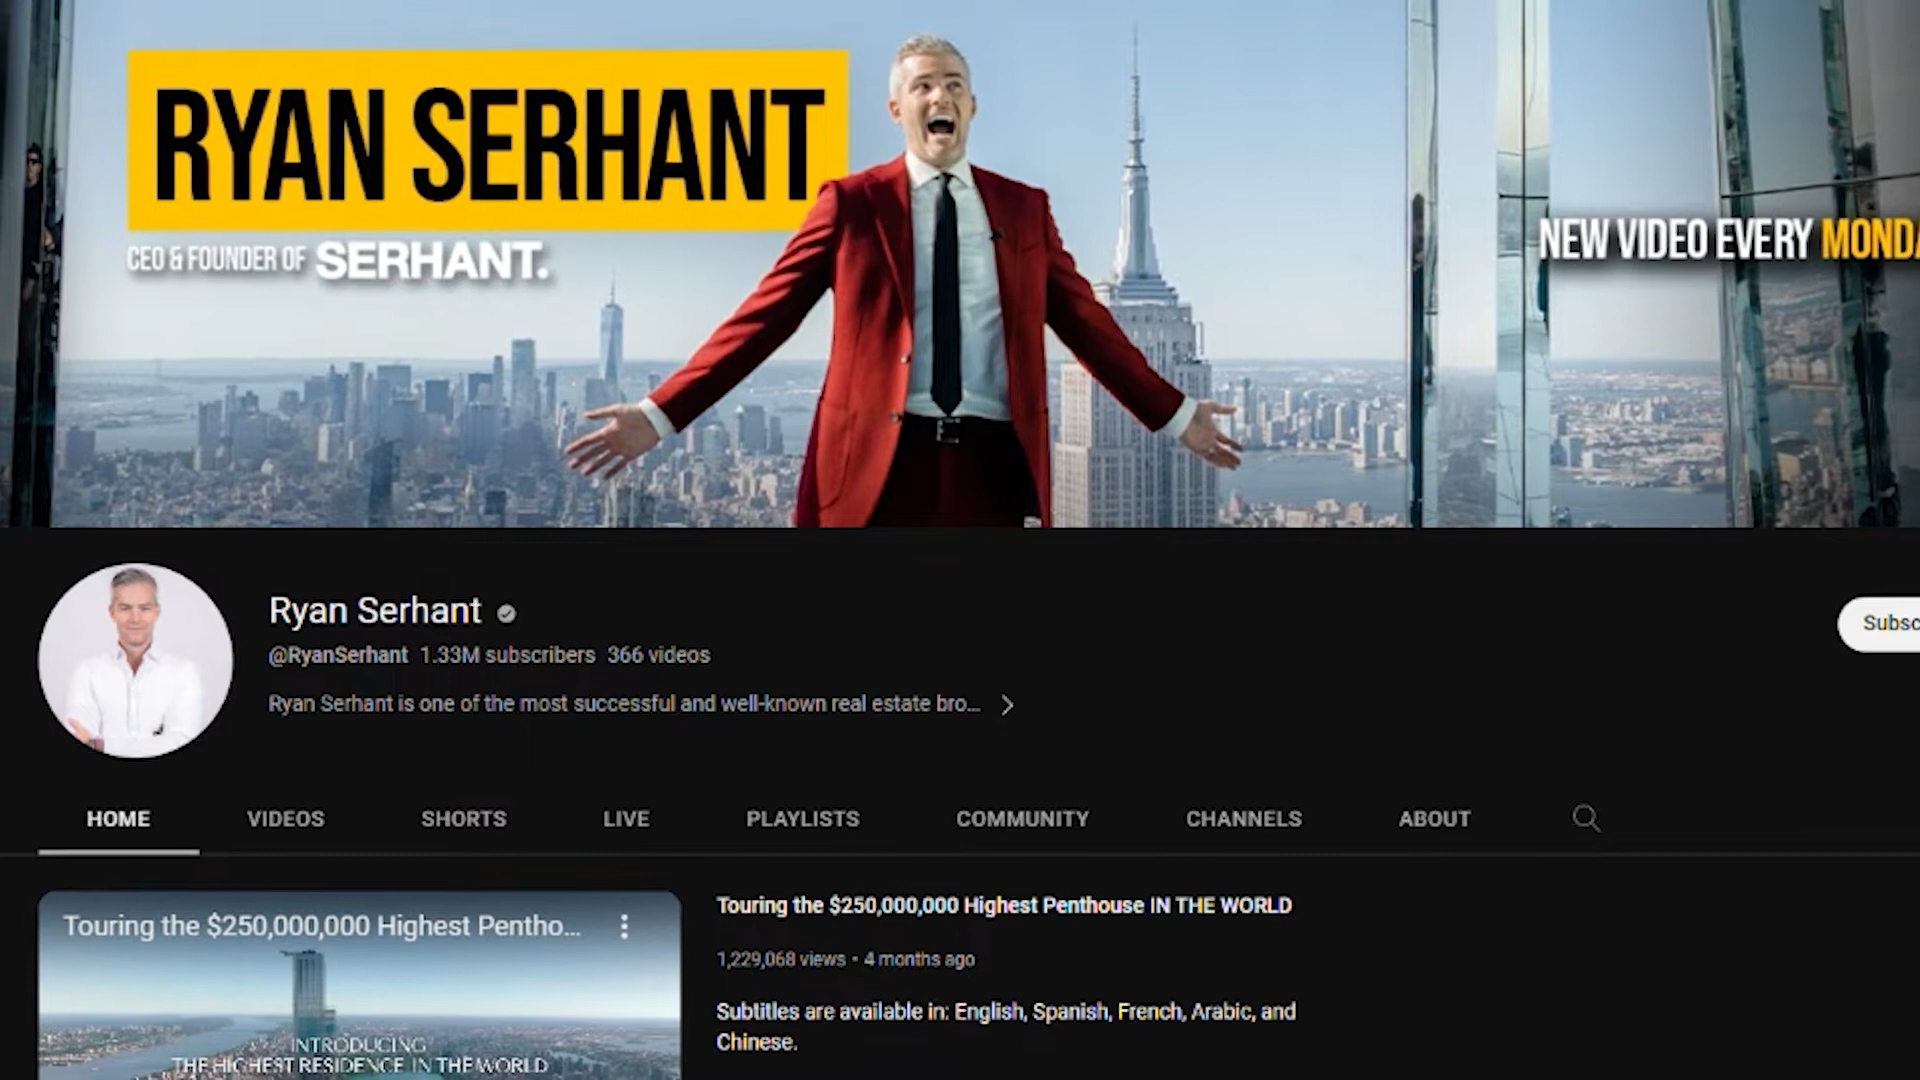 RYAN SERHANT
CEO & FOUNDER OF SERHANT.
NEW VIDEO EVERY MONDA
Ryan Serhant
@RyanSerhant 1.33M subscribers 366 videos
Subsc
Ryan Serhant is one of the most successful and well-known real estate bro...
HOME VIDEOS SHORTS LIVE PLAYLISTS COMMUNITY CHANNELS ABOUT
Touring the $250,000,000 Highest Pentho...
INTRODUCING
THE HIGHEST RESIDENCE IN THE WORLD
Touring the $250,000,000 Highest Penthouse IN THE WORLD
1,229,068 views • 4 months ago
Subtitles are available in: English, Spanish, French, Arabic, and
Chinese.